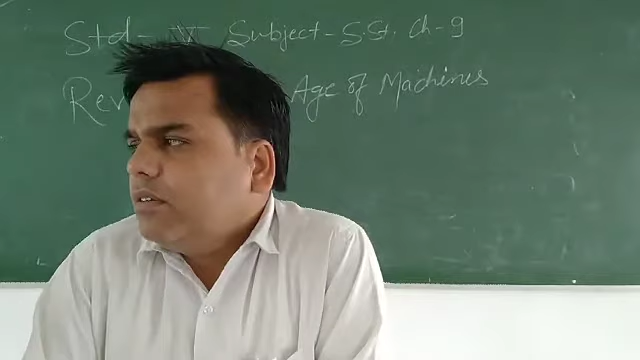 Std - V Subject - S.St. Ch - 9
Rev Age of Machines